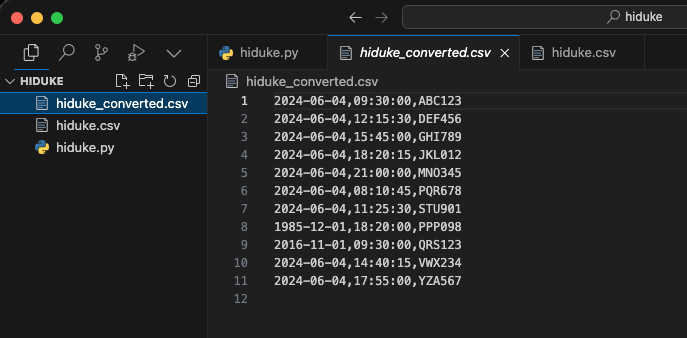 hiduke
HIDUKE
hiduke_converted.csv
hiduke.csv
hiduke.py
hiduke.py
hiduke_converted.csv
hiduke.csv
hiduke_converted.csv
1 2024-06-04,09:30:00,ABC123
2 2024-06-04,12:15:30,DEF456
3 2024-06-04,15:45:00,GHI789
4 2024-06-04,18:20:15,JKL012
5 2024-06-04,21:00:00,MNO345
6 2024-06-04,08:10:45,PQR678
7 2024-06-04,11:25:30,STU901
8 1985-12-01,18:20:00,PPP098
9 2016-11-01,09:30:00,QRS123
10 2024-06-04,14:40:15,VWX234
11 2024-06-04,17:55:00,YZA567
12